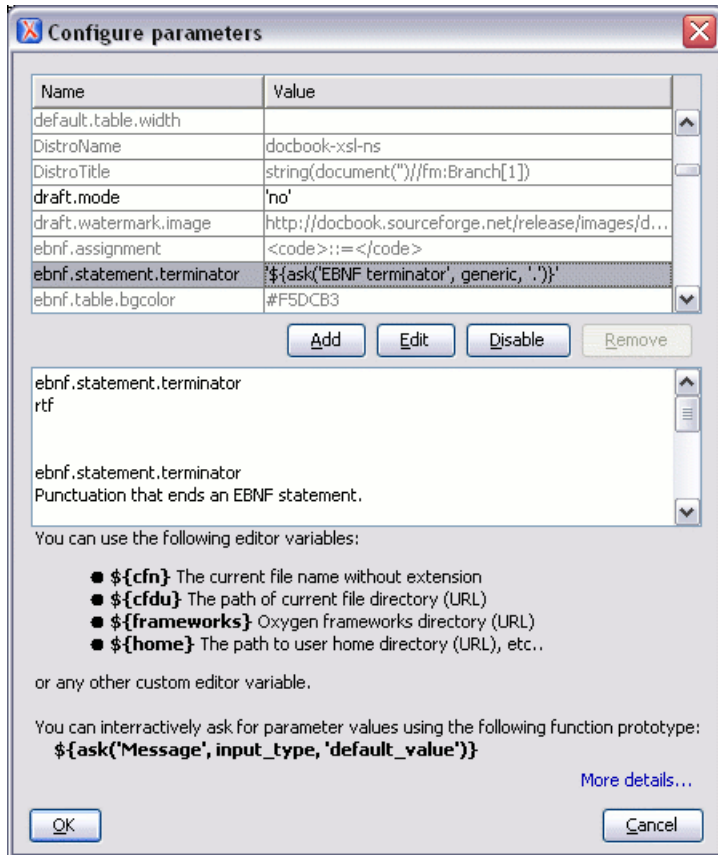 Configure parameters
Name Value
default.table.width
DistroName docbook-xsl-ns
DistroTitle string(document('')//fm:Branch[1])
draft.mode 'no'
draft.watermark.image http://docbook.sourceforge.net/release/images/d...
ebnf.assignment <code>::=</code>
ebnf.statement.terminator '${ask('EBNF terminator', generic, '.')}'
ebnf.table.bgcolor #F5DCB3
Add Edit Disable Remove
ebnf.statement.terminator
rtf
ebnf.statement.terminator
Punctuation that ends an EBNF statement.
You can use the following editor variables:
● ${cfn} The current file name without extension
● ${cfdu} The path of current file directory (URL)
● ${frameworks} Oxygen frameworks directory (URL)
● ${home} The path to user home directory (URL), etc..
or any other custom editor variable.
You can interractively ask for parameter values using the following function prototype:
${ask('Message', input_type, 'default_value')}
More details...
OK Cancel